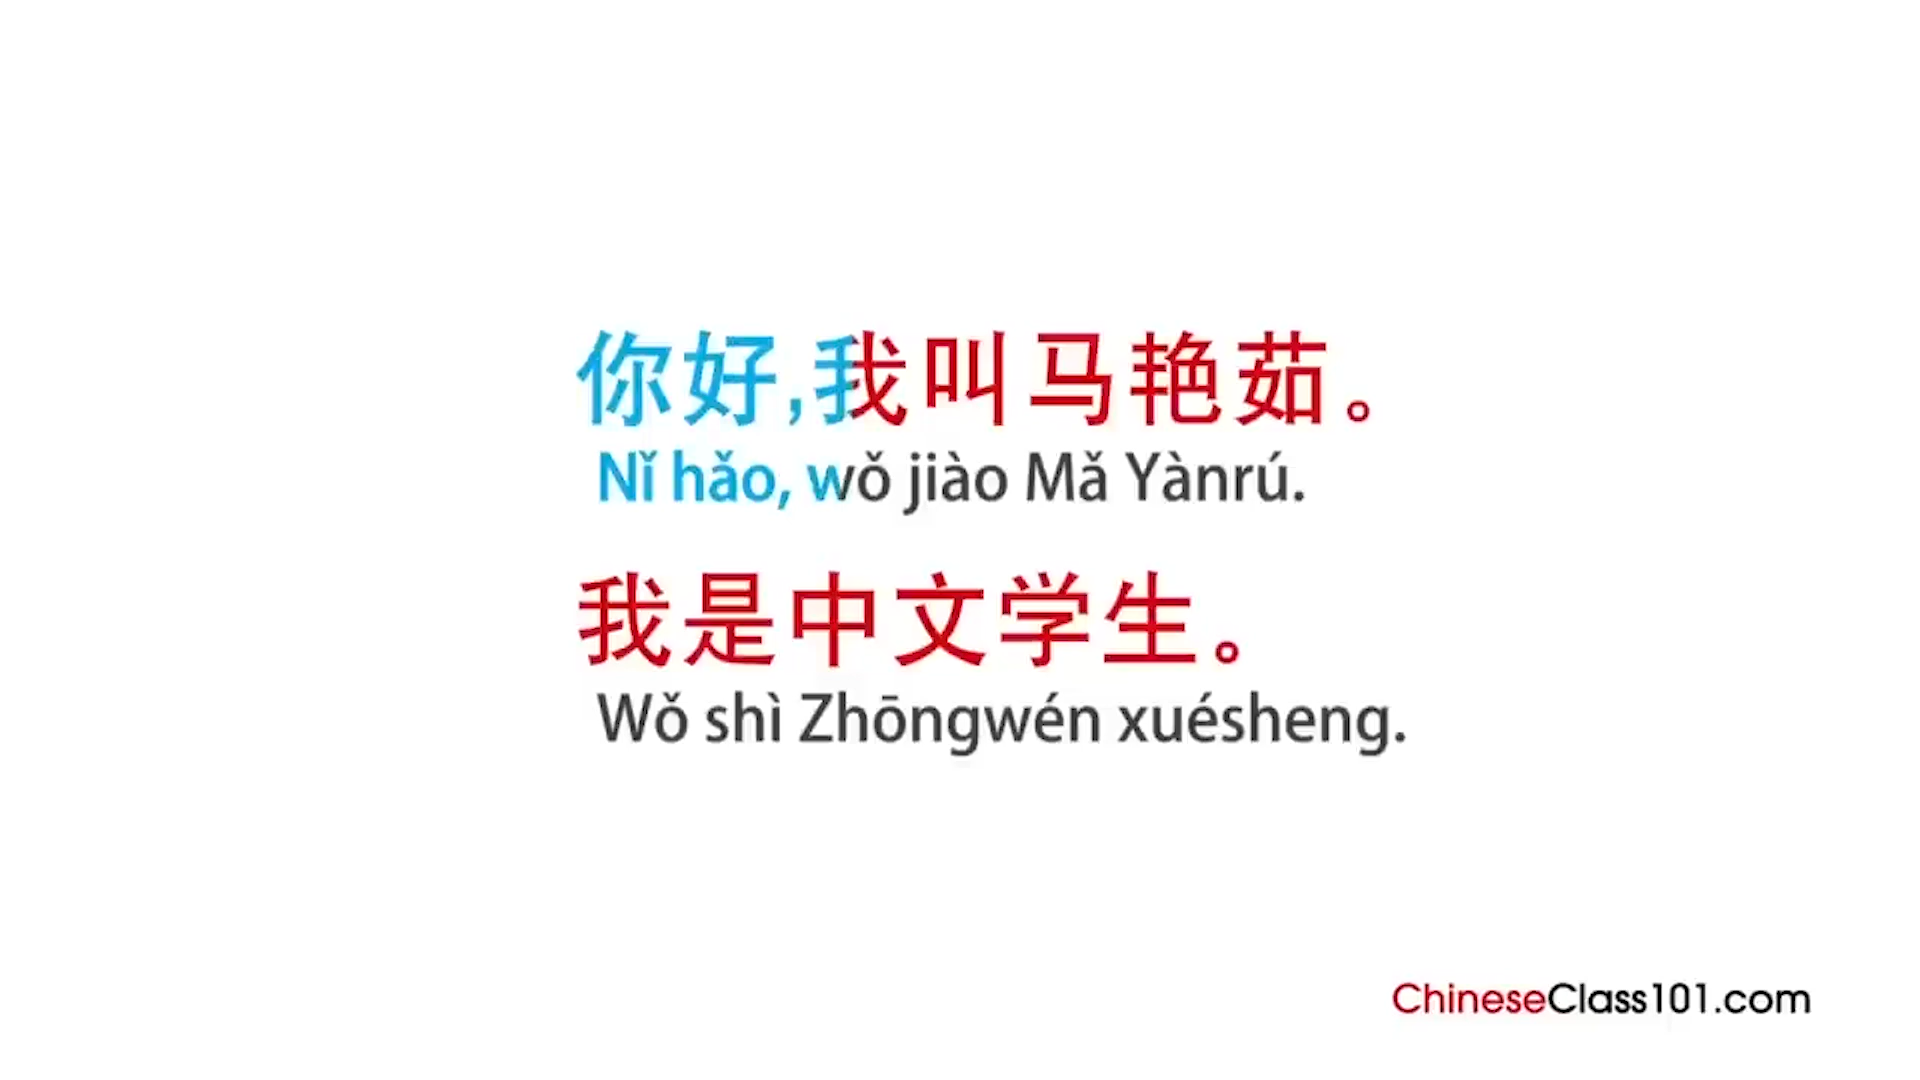 你好,我叫马艳茹。
Nǐ hǎo, wǒ jiào Mǎ Yànrú.
我是中文学生。
Wǒ shì Zhōngwén xuésheng.
ChineseClass101.com